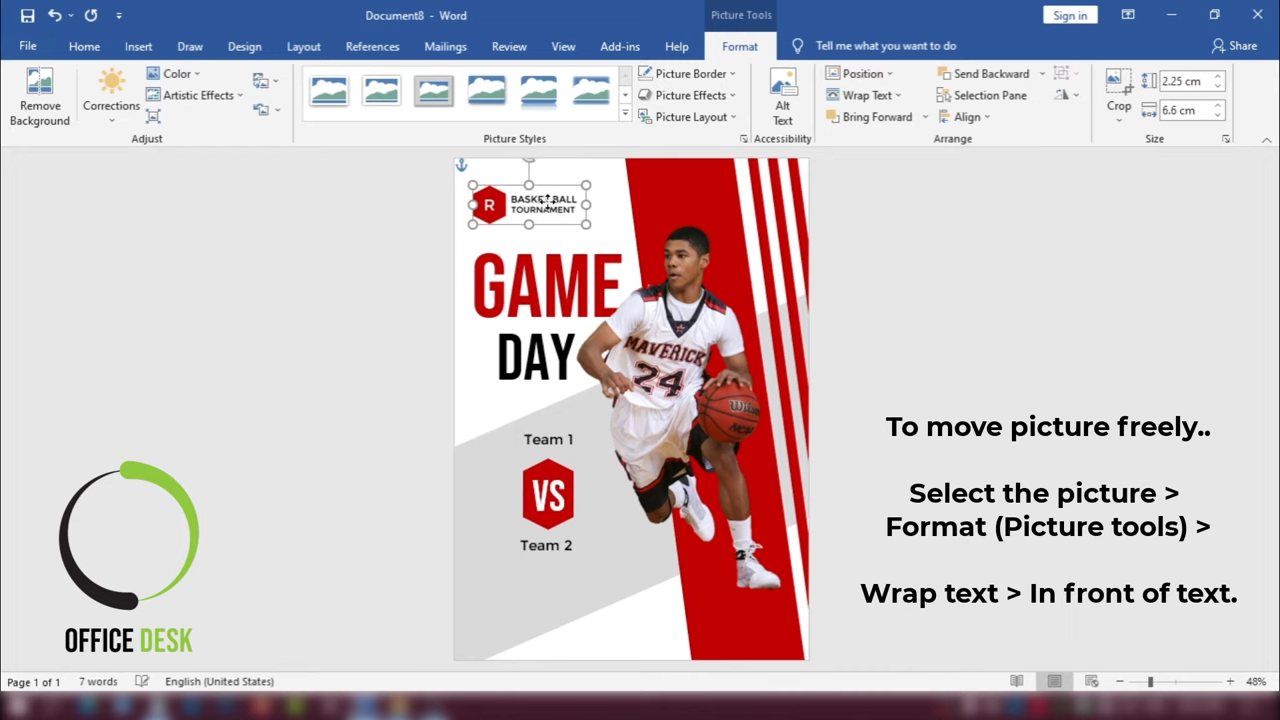 Document8 - Word
Picture Tools
Sign in
File
Home
Insert
Draw
Design
Layout
References
Mailings
Review
View
Add-ins
Help
Format
Tell me what you want to do
Share
Remove
Background
Corrections
Color
Artistic Effects
Adjust
Picture Styles
Picture Border
Picture Effects
Picture Layout
Alt
Text
Accessibility
Position
Wrap Text
Bring Forward
Send Backward
Selection Pane
Align
Arrange
Crop
2.25 cm
6.6 cm
Size
R
BASKETBALL
TOURNAMENT
GAME
DAY
MAVERICK
24
Team 1
VS
Team 2
To move picture freely..
Select the picture >
Format (Picture tools) >
Wrap text > In front of text.
OFFICE DESK
Page 1 of 1
7 words
English (United States)
48%